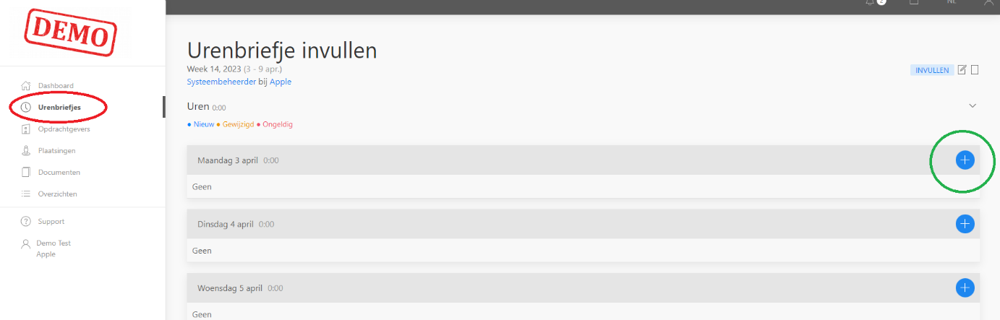 DEMO
Dashboard
Urenbriefjes
Opdrachtgevers
Plaatsingen
Documenten
Overzichten
Support
Demo Test
Apple
2
NL
Urenbriefje invullen
Week 14, 2023 (3 - 9 apr.)
INVULLEN
Systeembeheerder bij Apple
Uren 0:00
Nieuw Gewijzigd Ongeldig
Maandag 3 april 0:00
Geen
Dinsdag 4 april 0:00
Geen
Woensdag 5 april 0:00
Geen